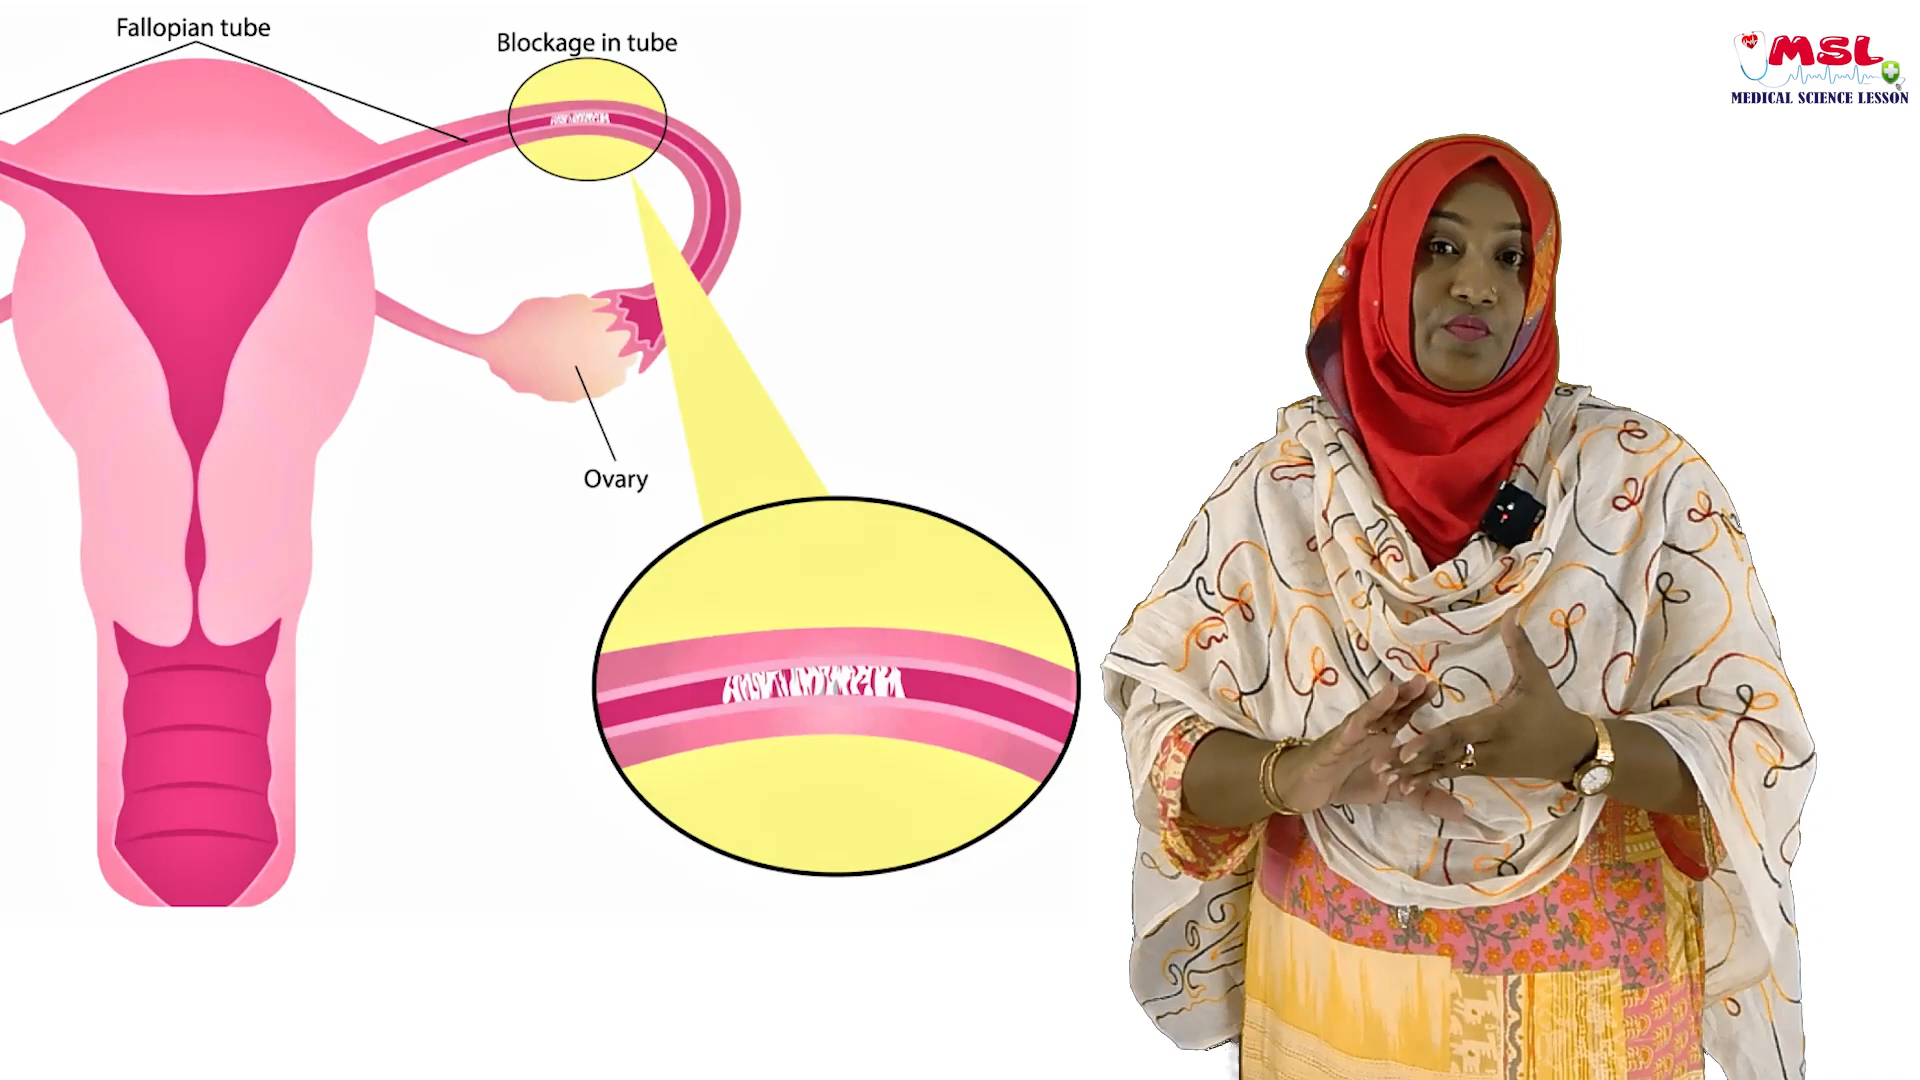 Fallopian tube
Blockage in tube
Ovary
MSL
MEDICAL SCIENCE LESSON